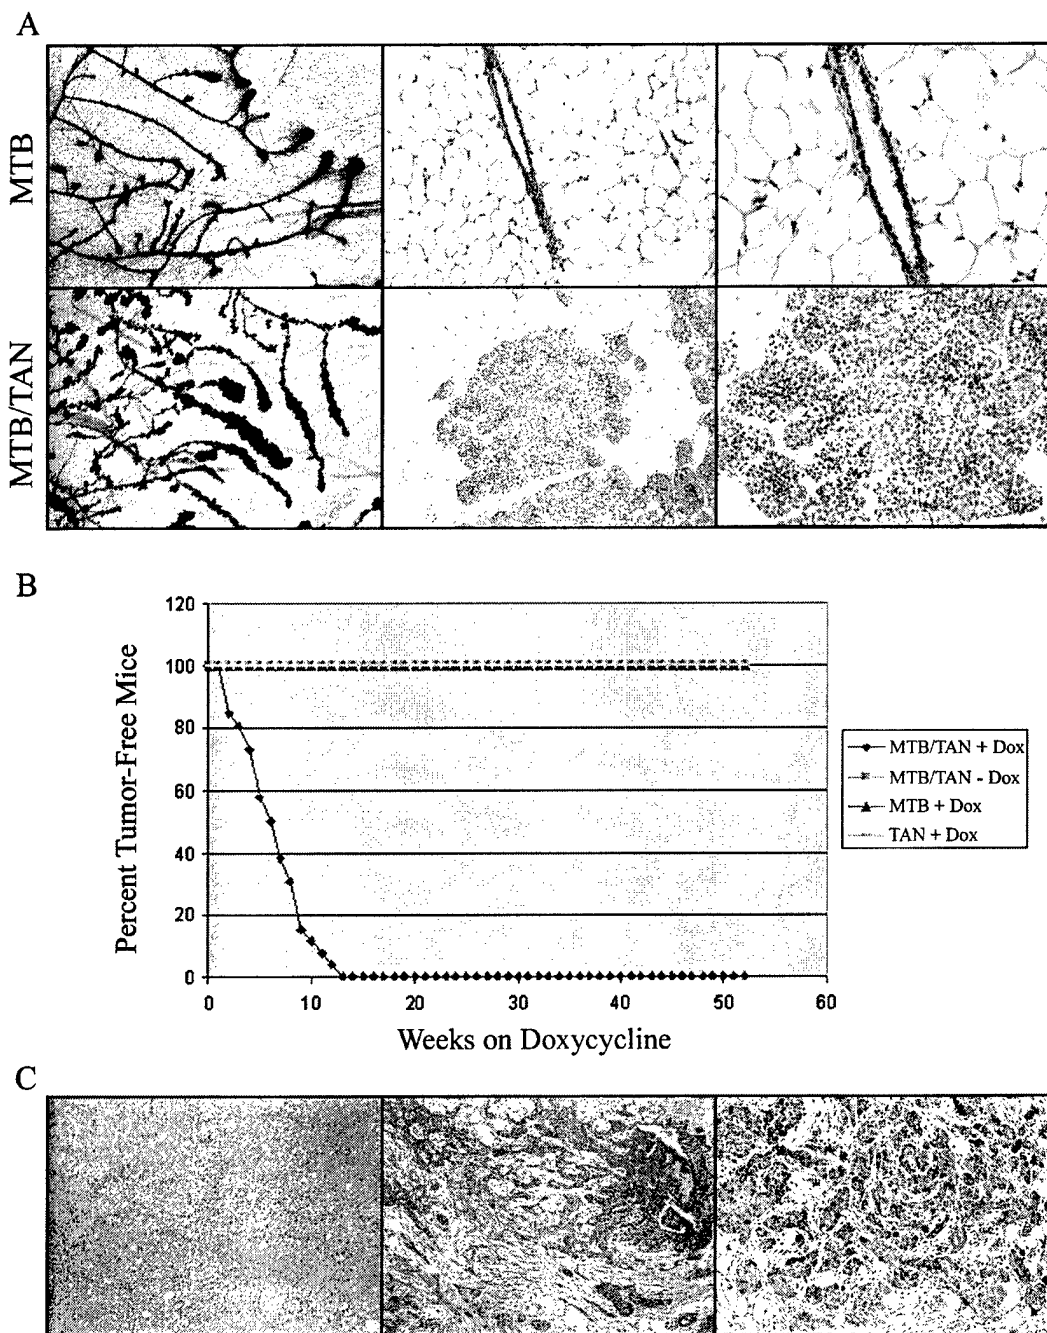 A
MTB
MTB/TAN
B
120
100
80
60
40
20
0
Percent Tumor-Free Mice
0 10 20 30 40 50 60
Weeks on Doxycycline
MTB/TAN + Dox
MTB/TAN - Dox
MTB + Dox
TAN + Dox
C